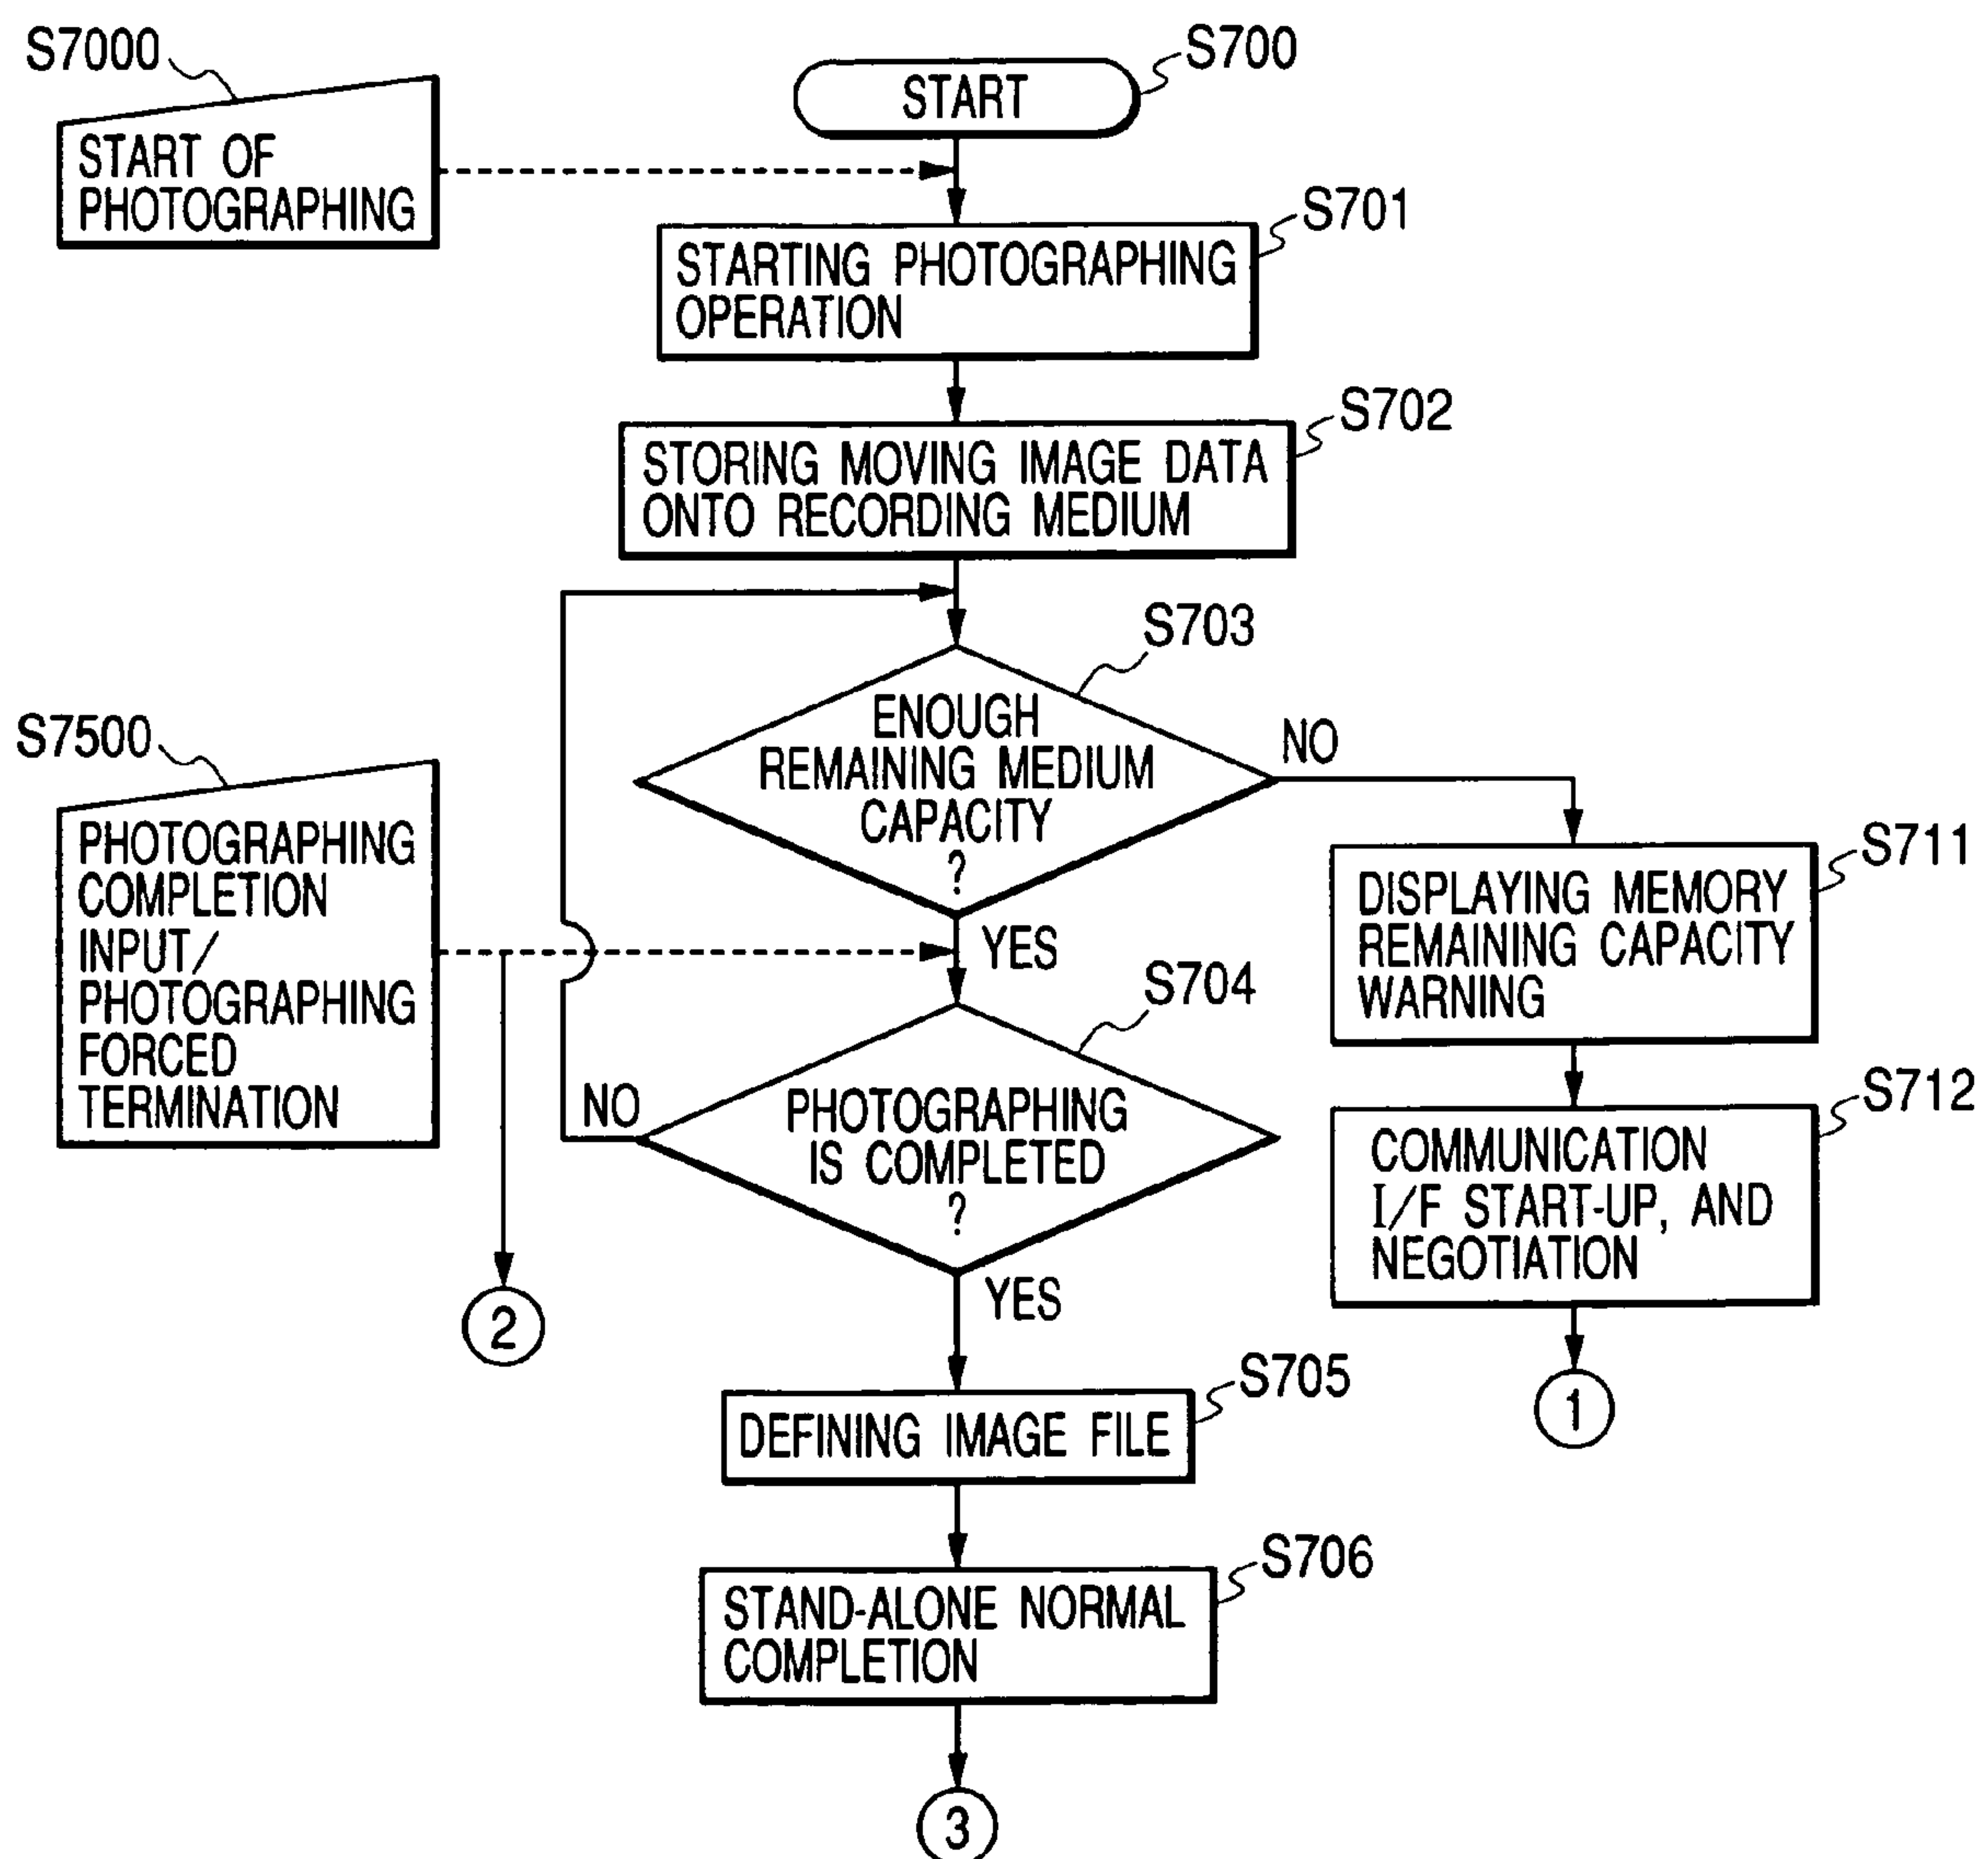 S7000
START OF
PHOTOGRAPHING
START
S700
STARTING PHOTOGRAPHING
OPERATION
S701
STORING MOVING IMAGE DATA
ONTO RECORDING MEDIUM
S702
ENOUGH
REMAINING MEDIUM
CAPACITY
?
S703
NO
YES
S7500
PHOTOGRAPHING
COMPLETION
INPUT/
PHOTOGRAPHING
FORCED
TERMINATION
2
PHOTOGRAPHING
IS COMPLETED
?
S704
NO
YES
S711
DISPLAYING MEMORY
REMAINING CAPACITY
WARNING
S712
COMMUNICATION
I/F START-UP, AND
NEGOTIATION
1
S705
DEFINING IMAGE FILE
S706
STAND-ALONE NORMAL
COMPLETION
3